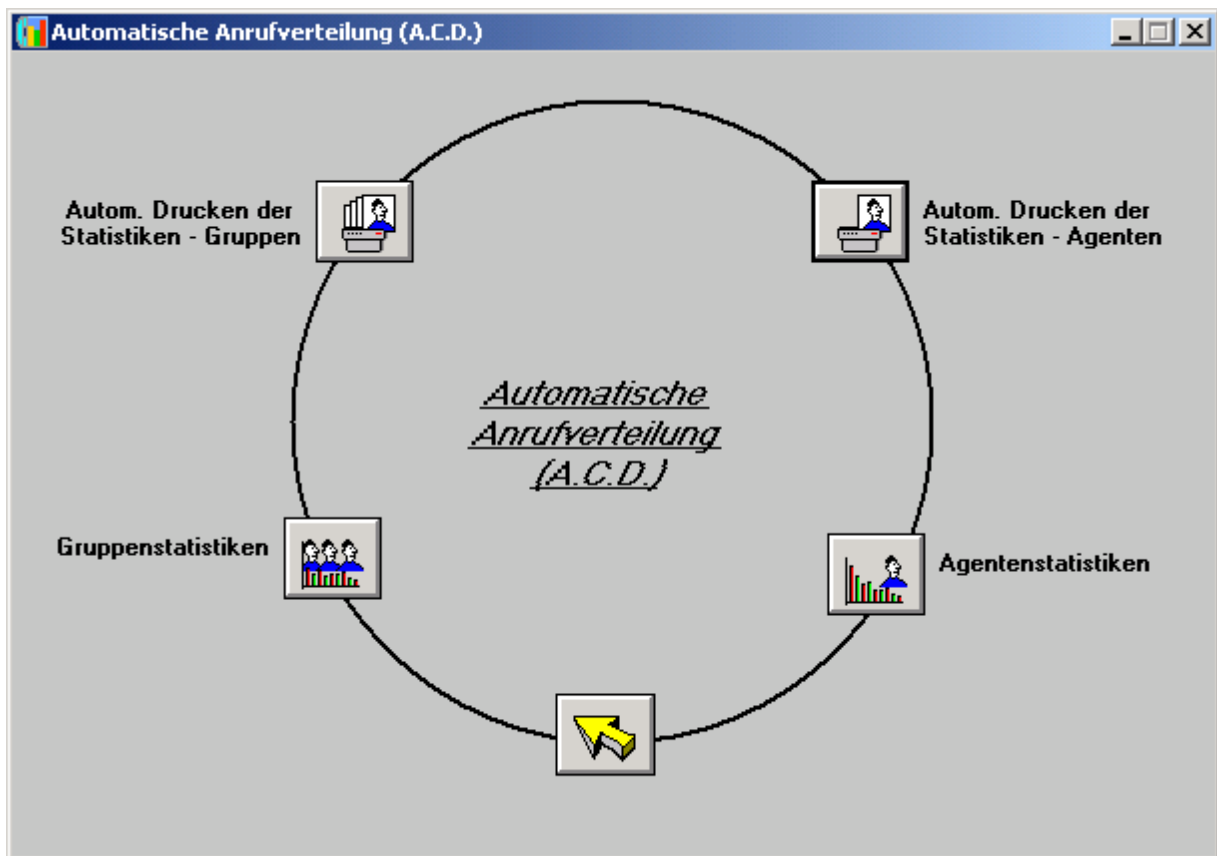 Automatische Anrufverteilung (A.C.D.)
Autom. Drucken der
Statistiken - Gruppen
Autom. Drucken der
Statistiken - Agenten
Automatische
Anrufverteilung
(A.C.D.)
Gruppenstatistiken
Agentenstatistiken